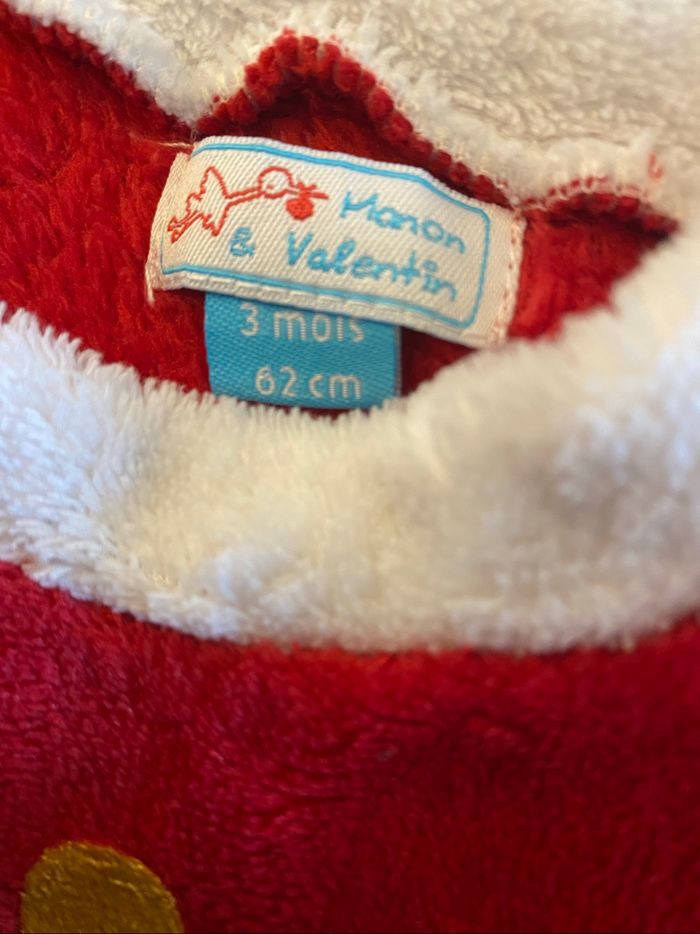 Manon
& Valentin
3 mois
62 cm